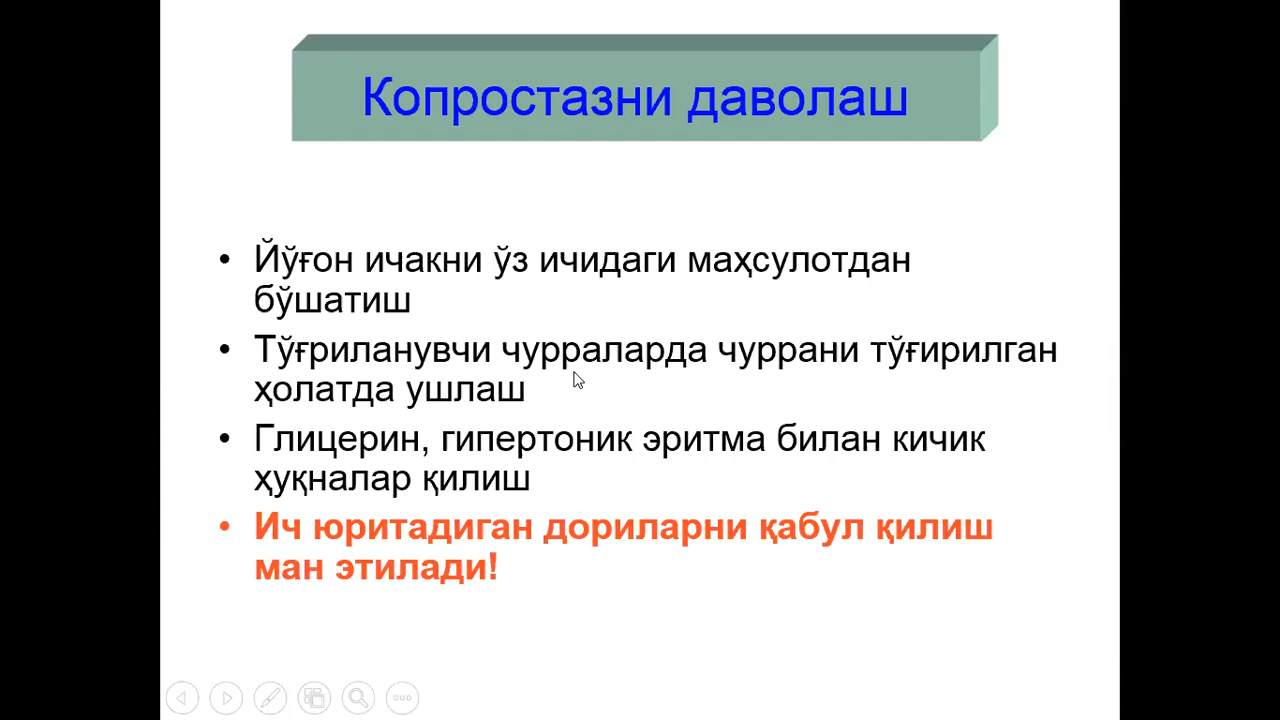 Копростазни даволаш
• Йўғон ичакни ўз ичидаги маҳсулотдан
бўшатиш
• Тўғриланувчи чурраларда чуррани тўғирилган
ҳолатда ушлаш
• Глицерин, гипертоник эритма билан кичик
ҳуқналар қилиш
• Ич юритадиган дориларни қабул қилиш
ман этилади!